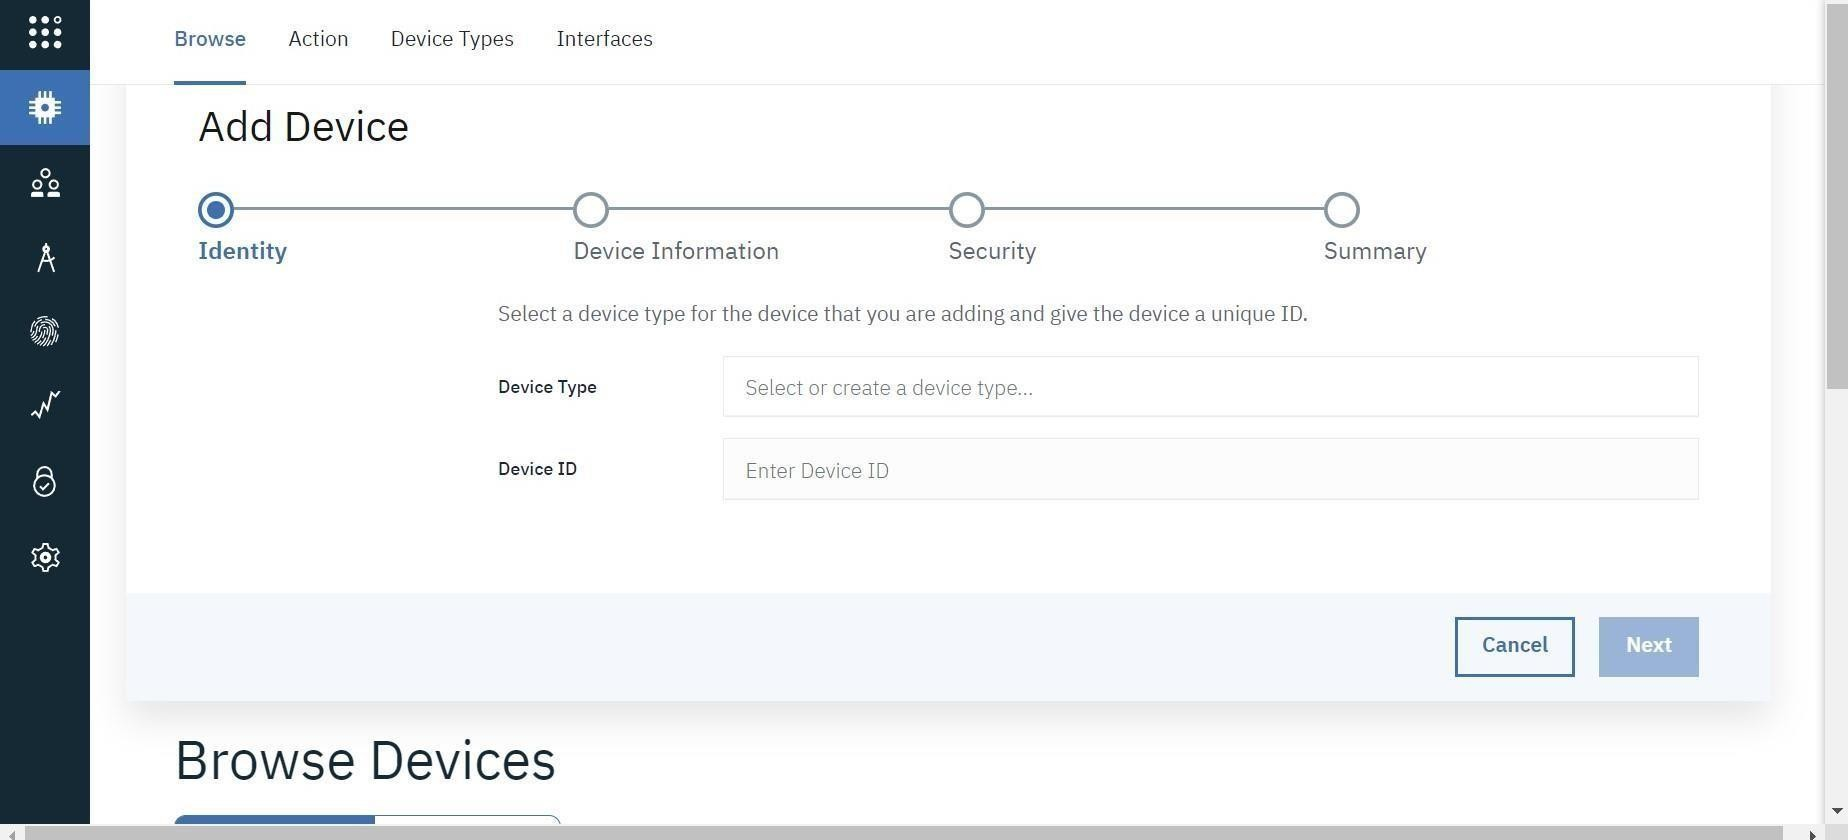 Browse Action Device Types Interfaces
Add Device
Identity Device Information Security Summary
Select a device type for the device that you are adding and give the device a unique ID.
Device Type Select or create a device type...
Device ID Enter Device ID
Cancel Next
Browse Devices